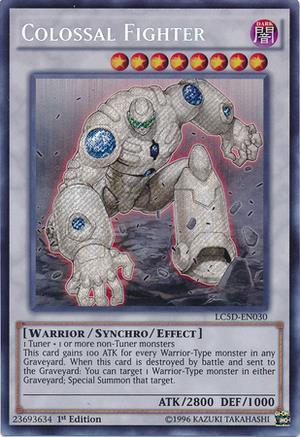 COLOSSAL FIGHTER
DARK
闇
LC5D-EN030
[WARRIOR / SYNCHRO/EFFECT]
1 Tuner + 1 or more non-Tuner monsters
This card gains 100 ATK for every Warrior-Type monster in any
Graveyard. When this card is destroyed by battle and sent to
the Graveyard: You can target 1 Warrior-Type monster in either
Graveyard; Special Summon that target.
ATK/2800 DEF/1000
23693634 1st Edition ©1996 KAZUKI TAKAHASHI